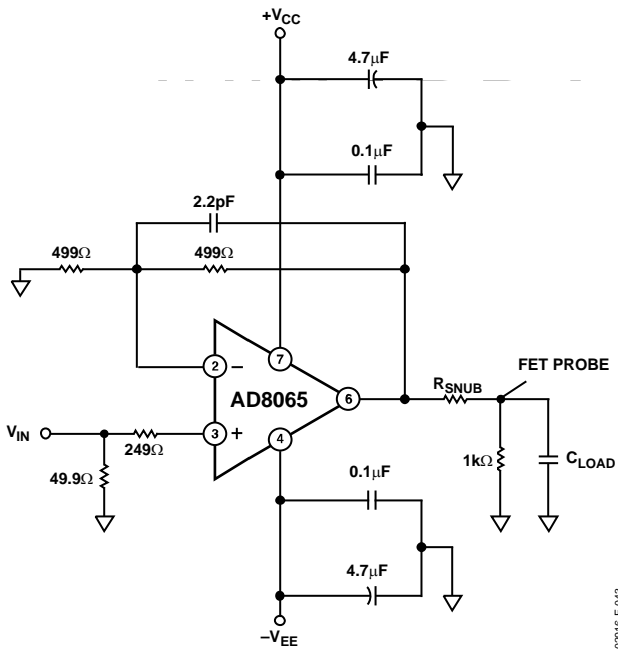 +VCC
4.7μF
0.1μF
2.2pF
499Ω
499Ω
7
2
–
FET PROBE
RSNUB
AD8065
6
VIN
3
+
4
249Ω
1kΩ
CLOAD
49.9Ω
0.1μF
4.7μF
–VEE